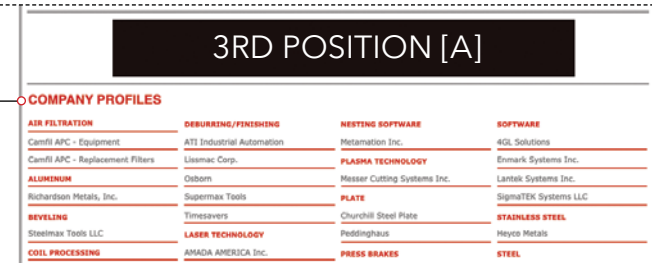 3RD POSITION [A]
COMPANY PROFILES
AIR FILTRATION
Camfil APC - Equipment
Camfil APC - Replacement Filters
ALUMINUM
Richardson Metals, Inc.
BEVELING
Steelmax Tools LLC
COIL PROCESSING
DEBURRING/FINISHING
ATI Industrial Automation
Lissmac Corp.
Osborn
Supermax Tools
Timesavers
LASER TECHNOLOGY
AMADA AMERICA Inc.
NESTING SOFTWARE
Metamation Inc.
PLASMA TECHNOLOGY
Messer Cutting Systems Inc.
PLATE
Churchill Steel Plate
Peddinghaus
PRESS BRAKES
SOFTWARE
4GL Solutions
Enmark Systems Inc.
Lantek Systems Inc.
SigmaTEK Systems LLC
STAINLESS STEEL
Heyco Metals
STEEL